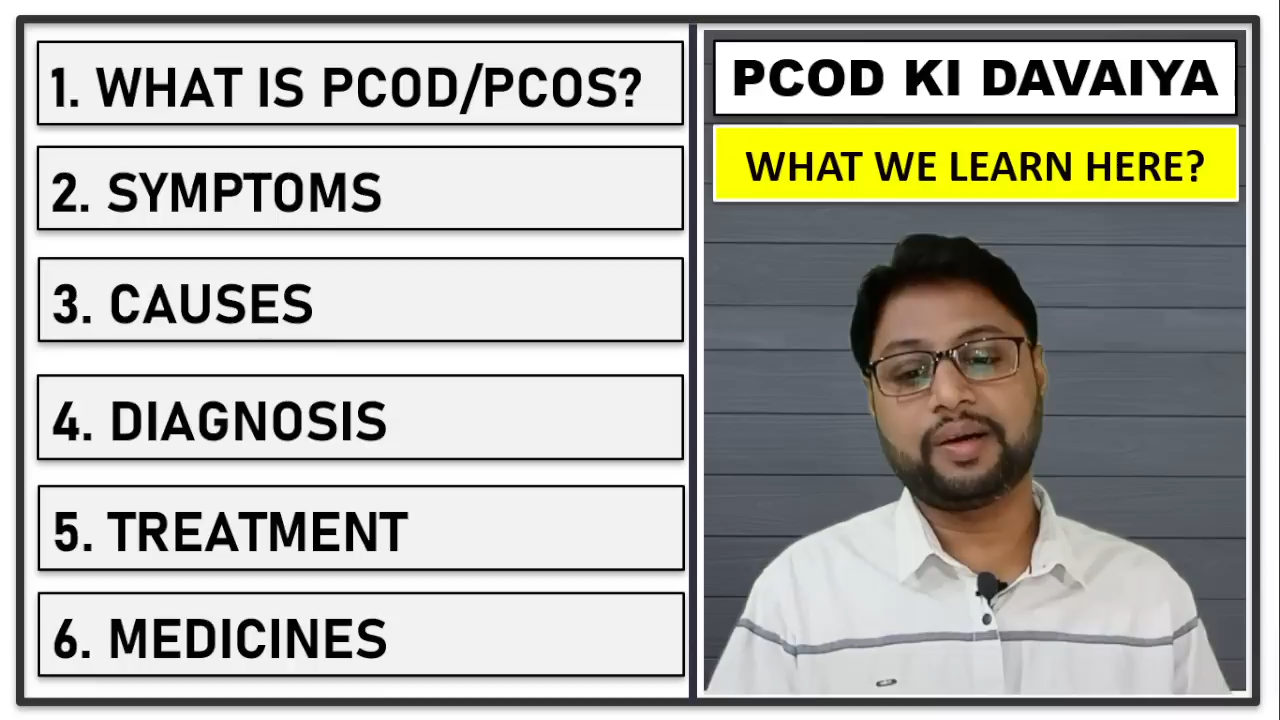 1. WHAT IS PCOD/PCOS?
2. SYMPTOMS
3. CAUSES
4. DIAGNOSIS
5. TREATMENT
6. MEDICINES
PCOD KI DAVAIYA
WHAT WE LEARN HERE?